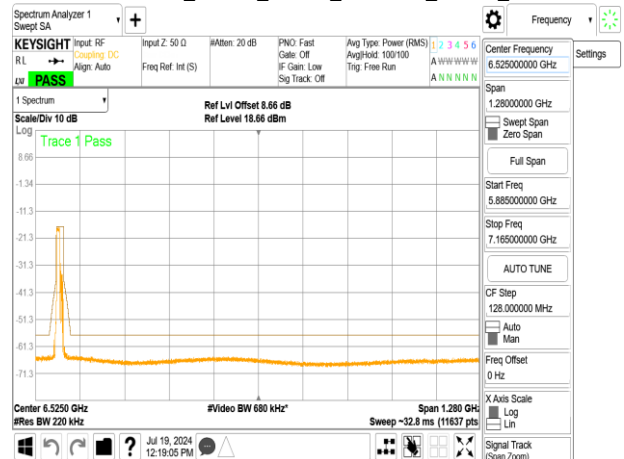 Spectrum Analyzer 1
Swept SA
Frequency
KEYSIGHT
Input: RF
Coupling: DC
Align: Auto
Input Z: 50 Ω
Freq Ref: Int (S)
#Atten: 20 dB
PNO: Fast
Gate: Off
IF Gain: Low
Sig Track: Off
Avg Type: Power (RMS)
Avg|Hold: 100/100
Trig: Free Run
1 2 3 4 5 6
A W W W W W
A N N N N N
RL
LXI PASS
Center Frequency
6.525000000 GHz
Settings
Span
1.28000000 GHz
Swept Span
Zero Span
Full Span
Start Freq
5.885000000 GHz
Stop Freq
7.165000000 GHz
AUTO TUNE
CF Step
128.000000 MHz
Auto
Man
Freq Offset
0 Hz
X Axis Scale
Log
Lin
Signal Track
(Span Zoom)
1 Spectrum
Scale/Div 10 dB
Ref Lvl Offset 8.66 dB
Ref Level 18.66 dBm
Log
Trace 1 Pass
8.66
-1.34
-11.3
-21.3
-31.3
-41.3
-51.3
-61.3
-71.3
Center 6.5250 GHz
#Video BW 680 kHz*
Span 1.280 GHz
#Res BW 220 kHz
Sweep ~32.8 ms (11637 pts
?
Jul 19, 2024
12:19:05 PM